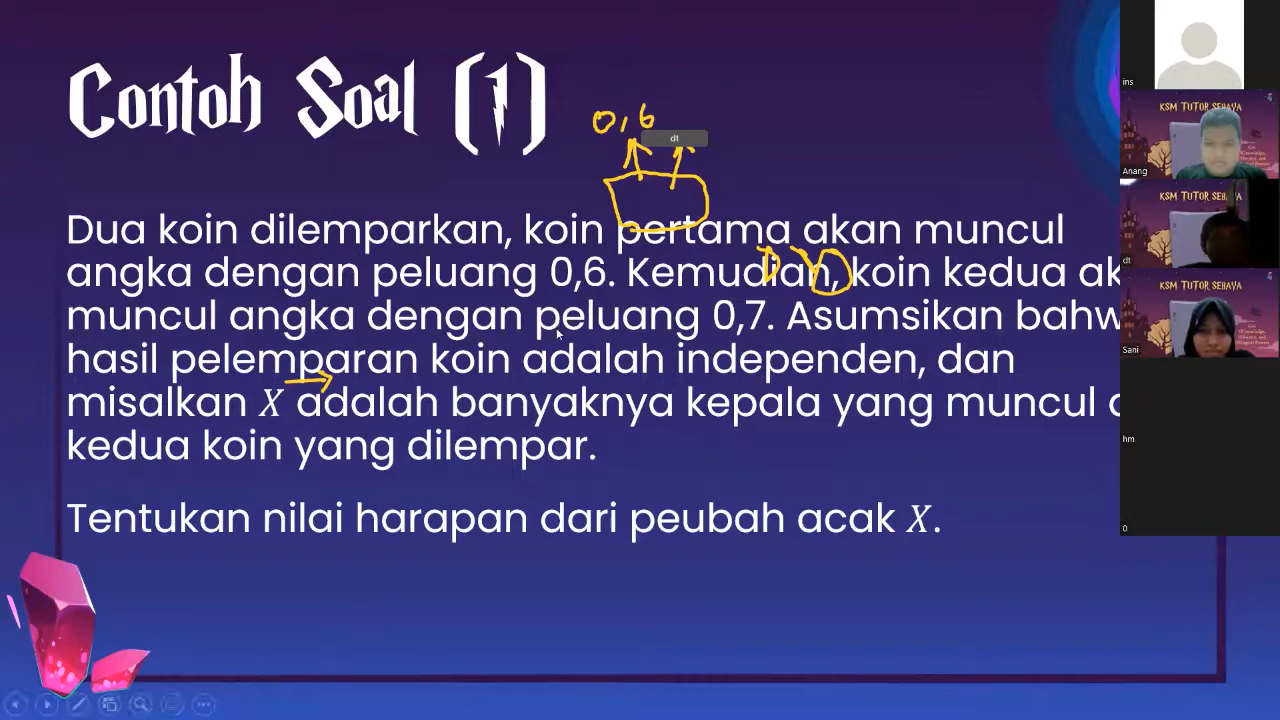 Contoh Soal (1)
0,6
dt
Dua koin dilemparkan, koin pertama akan muncul
angka dengan peluang 0,6. Kemudian, koin kedua ak
muncul angka dengan peluang 0,7. Asumsikan bahw
hasil pelemparan koin adalah independen, dan
misalkan X adalah banyaknya kepala yang muncul
kedua koin yang dilempar.
Tentukan nilai harapan dari peubah acak X.
ins
KSM TUTOR SEBAYA
Anang
KSM TUTOR SEBAYA
dt
KSM TUTOR SEBAYA
Sani
hm
0